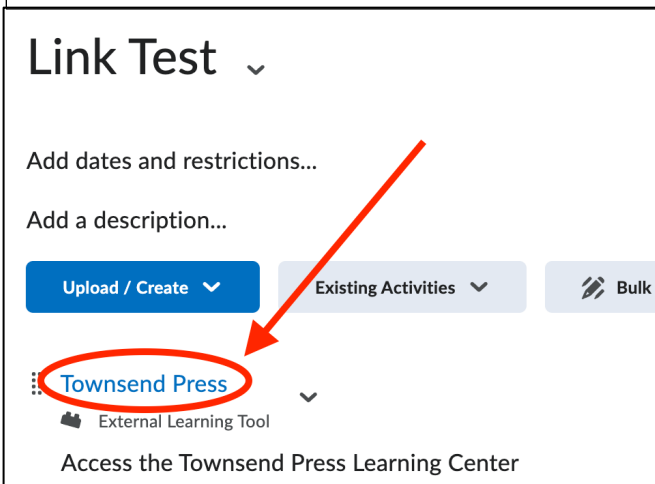 Link Test
Add dates and restrictions...
Add a description...
Upload / Create Existing Activities Bulk
Townsend Press
External Learning Tool
Access the Townsend Press Learning Center